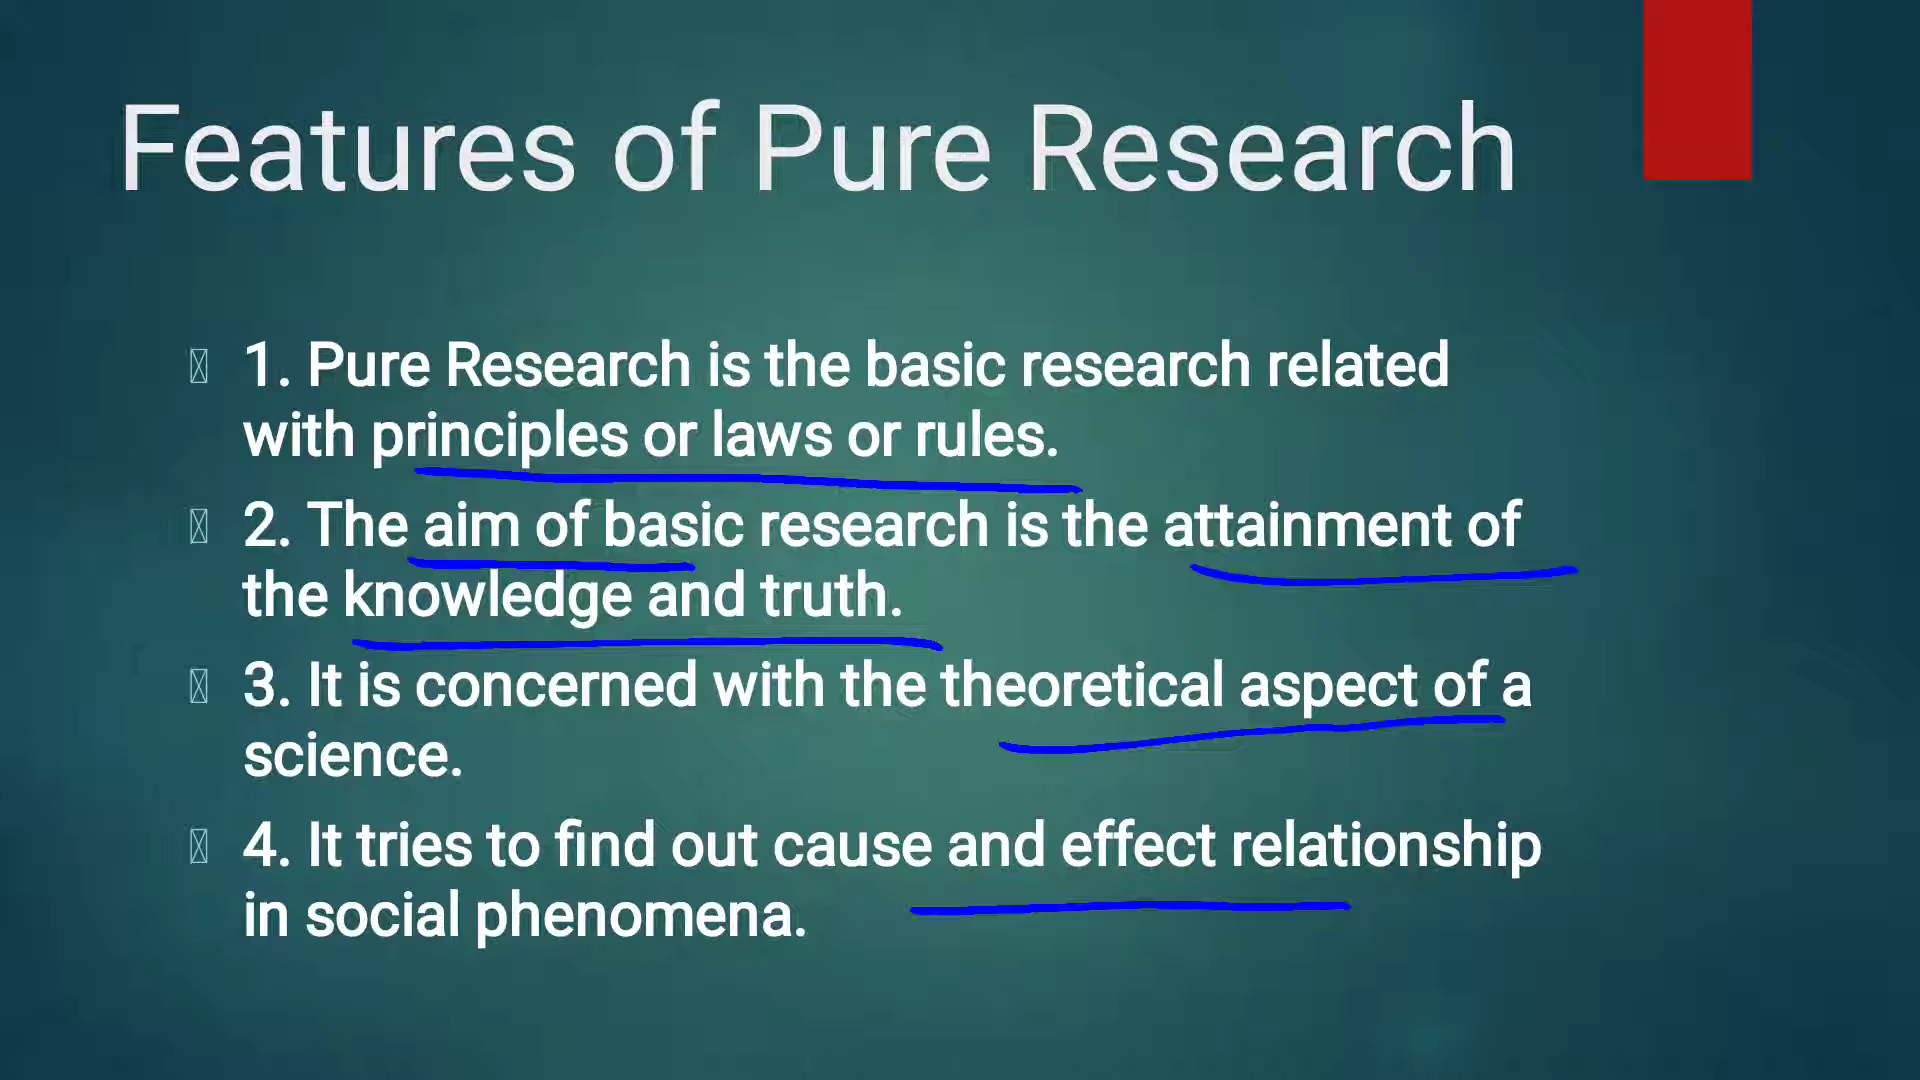 Features of Pure Research
1. Pure Research is the basic research related
with principles or laws or rules.
2. The aim of basic research is the attainment of
the knowledge and truth.
3. It is concerned with the theoretical aspect of a
science.
4. It tries to find out cause and effect relationship
in social phenomena.